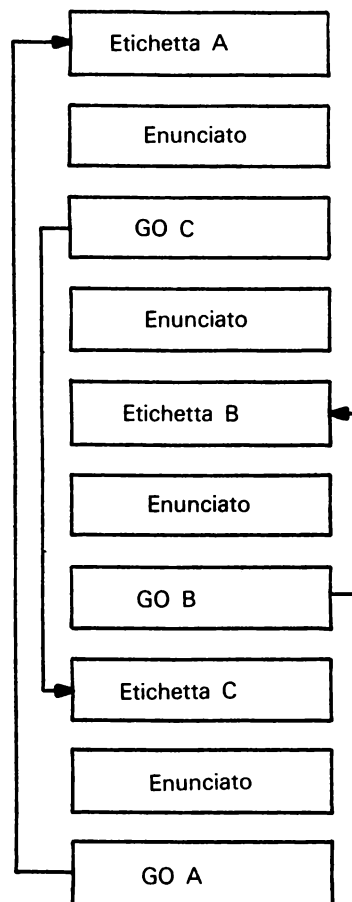 Etichetta A
Enunciato
GO C
Enunciato
Etichetta B
Enunciato
GO B
Etichetta C
Enunciato
GO A